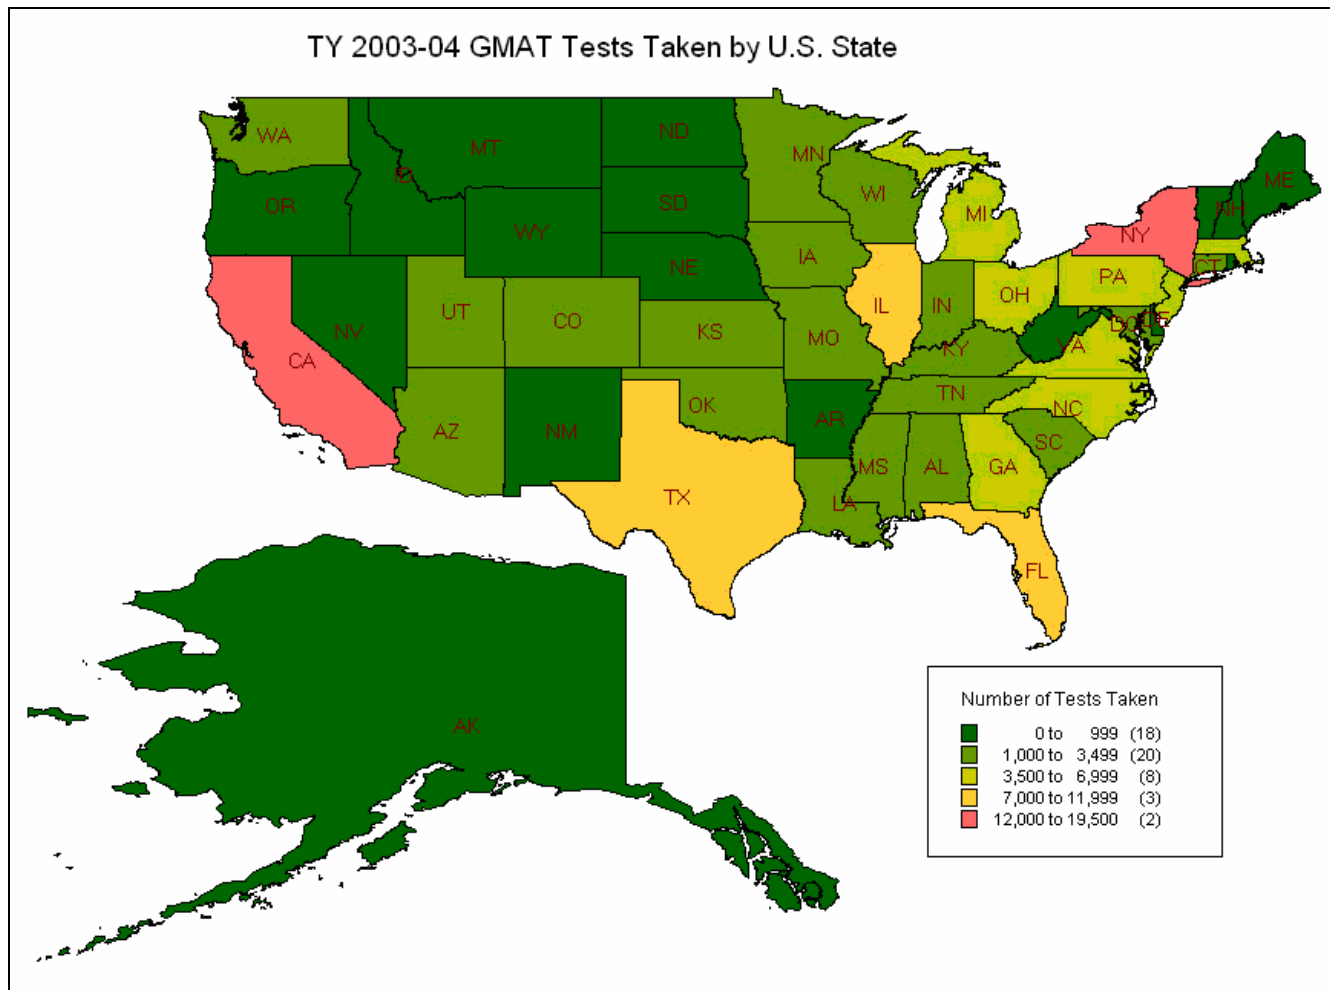 TY 2003-04 GMAT Tests Taken by U.S. State
WA
MT
ND
MN
ME
ID
OR
SD
WI
MI
NH
NY
WY
IA
NE
CT
PA
OH
IL
IN
UT
CO
KS
NV
MO
DC
DE
VA
KY
CA
TN
OK
NC
AR
AZ
NM
SC
MS
AL
GA
TX
LA
FL
AK
Number of Tests Taken
0 to 999 (18)
1,000 to 3,499 (20)
3,500 to 6,999 (8)
7,000 to 11,999 (3)
12,000 to 19,500 (2)